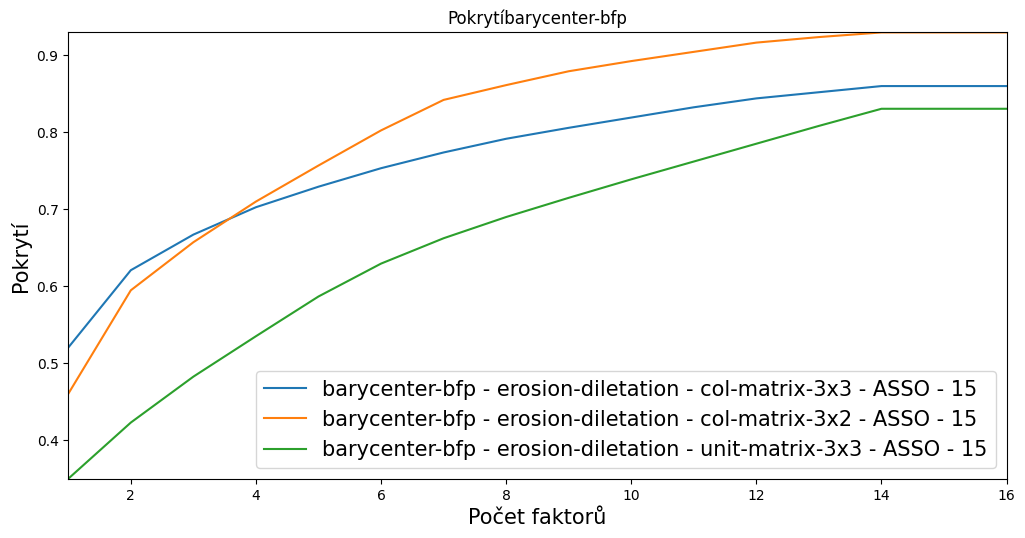 Pokrytíbarycenter-bfp
Pokrytí
0.9
0.8
0.7
0.6
0.5
0.4
barycenter-bfp - erosion-diletation - col-matrix-3x3 - ASSO - 15
barycenter-bfp - erosion-diletation - col-matrix-3x2 - ASSO - 15
barycenter-bfp - erosion-diletation - unit-matrix-3x3 - ASSO - 15
2 4 6 8 10 12 14 16
Počet faktorů